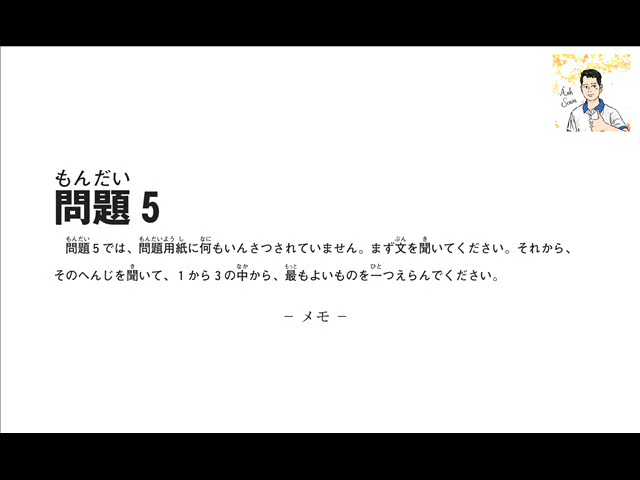 もんだい
問題 5
問題5では、問題用紙に何もいんさつされていません。まず文を聞いてください。それから、
そのへんじを聞いて、1から3の中から、最もよいものを一つえらんでください。
– メモ –